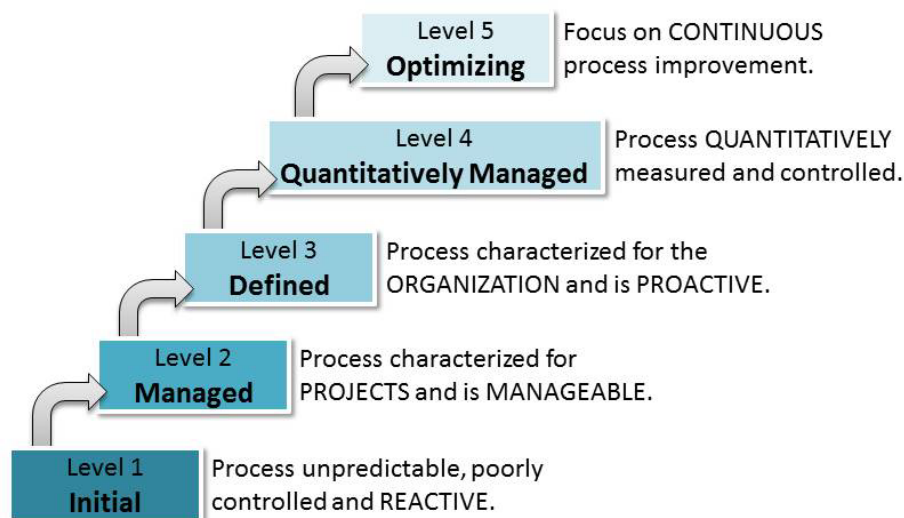 Level 5
Optimizing
Focus on CONTINUOUS
process improvement.
Level 4
Quantitatively Managed
Process QUANTITATIVELY
measured and controlled.
Level 3
Defined
Process characterized for the
ORGANIZATION and is PROACTIVE.
Level 2
Managed
Process characterized for
PROJECTS and is MANAGEABLE.
Level 1
Initial
Process unpredictable, poorly
controlled and REACTIVE.